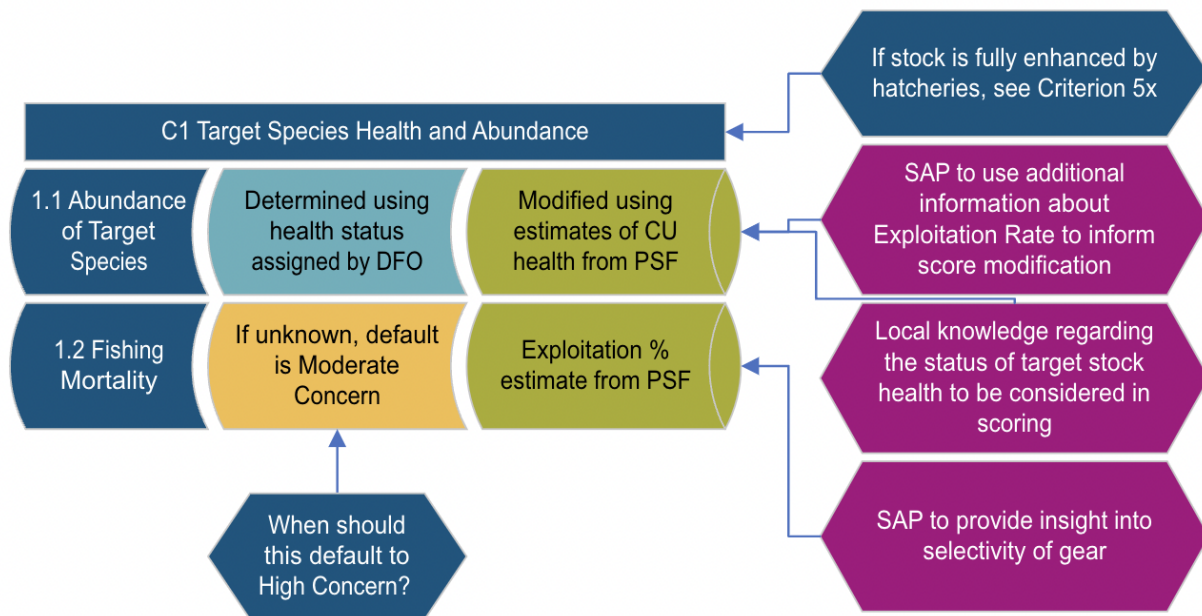 If stock is fully enhanced by
hatcheries, see Criterion 5x
C1 Target Species Health and Abundance
1.1 Abundance
of Target
Species
Determined using
health status
assigned by DFO
Modified using
estimates of CU
health from PSF
SAP to use additional
information about
Exploitation Rate to inform
score modification
1.2 Fishing
Mortality
If unknown, default
is Moderate
Concern
Exploitation %
estimate from PSF
Local knowledge regarding
the status of target stock
health to be considered in
scoring
When should
this default to
High Concern?
SAP to provide insight into
selectivity of gear